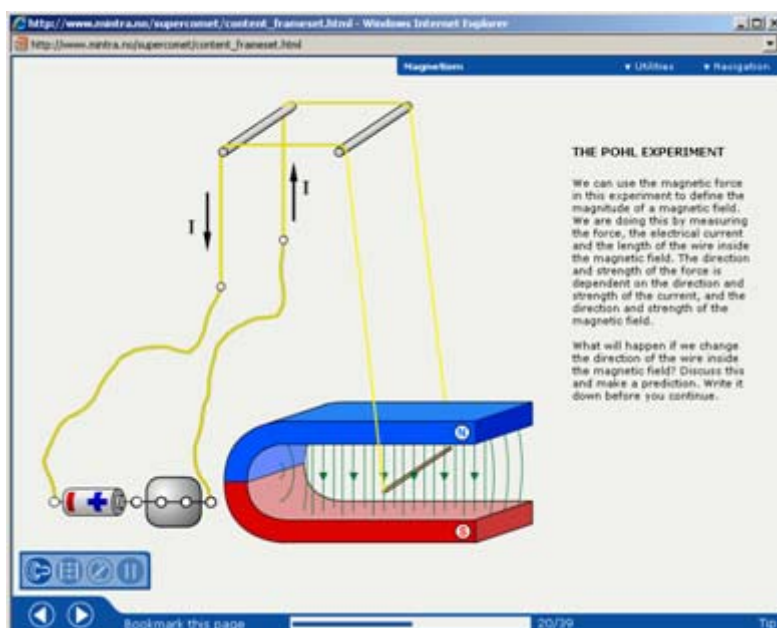 http://www.mintra.no/supercomet/content_frameset.html - Windows Internet Explorer
http://www.mintra.no/supercomet/content_frameset.html
Magnetism ▾ Utilities ▾ Navigation
THE POHL EXPERIMENT
We can use the magnetic force
in this experiment to define the
magnitude of a magnetic field.
We are doing this by measuring
the force, the electrical current
and the length of the wire inside
the magnetic field. The direction
and strength of the force is
dependent on the direction and
strength of the current, and the
direction and strength of the
magnetic field.
What will happen if we change
the direction of the wire inside
the magnetic field? Discuss this
and make a prediction. Write it
down before you continue.
I
I
N
S
Bookmark this page 20/39 Tip